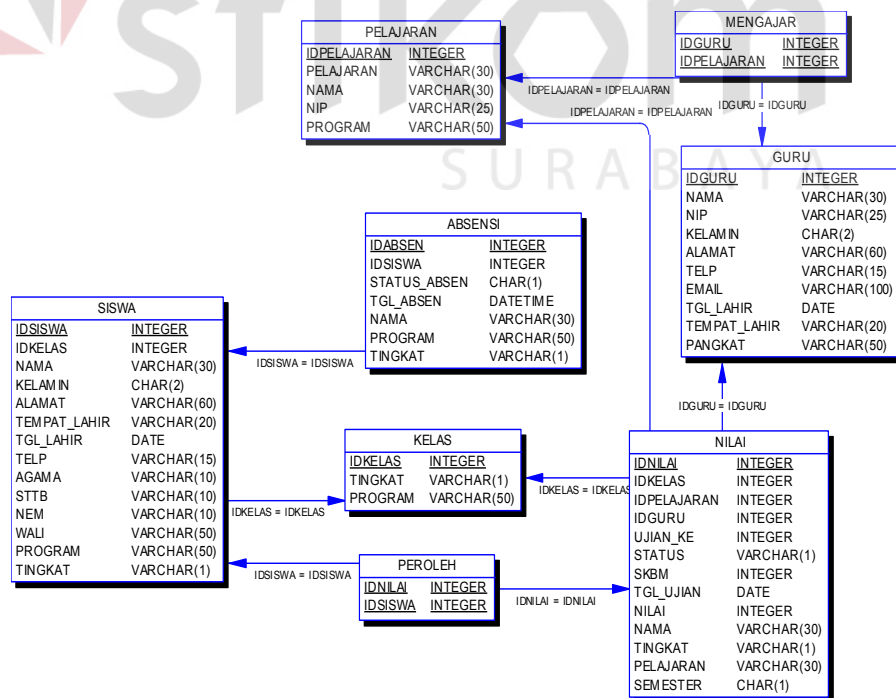 STIKOM
SURABAYA
PELAJARAN
IDPELAJARAN INTEGER
PELAJARAN VARCHAR(30)
NAMA VARCHAR(30)
NIP VARCHAR(25)
PROGRAM VARCHAR(50)
MENGAJAR
IDGURU INTEGER
IDPELAJARAN INTEGER
IDPELAJARAN = IDPELAJARAN
IDPELAJARAN = IDPELAJARAN
IDGURU = IDGURU
GURU
IDGURU INTEGER
NAMA VARCHAR(30)
NIP VARCHAR(25)
KELAMIN CHAR(2)
ALAMAT VARCHAR(60)
TELP VARCHAR(15)
EMAIL VARCHAR(100)
TGL_LAHIR DATE
TEMPAT_LAHIR VARCHAR(20)
PANGKAT VARCHAR(50)
ABSENSI
IDABSEN INTEGER
IDSISWA INTEGER
STATUS_ABSEN CHAR(1)
TGL_ABSEN DATETIME
NAMA VARCHAR(30)
PROGRAM VARCHAR(50)
TINGKAT VARCHAR(1)
SISWA
IDSISWA INTEGER
IDKELAS INTEGER
NAMA VARCHAR(30)
KELAMIN CHAR(2)
ALAMAT VARCHAR(60)
TEMPAT_LAHIR VARCHAR(20)
TGL_LAHIR DATE
TELP VARCHAR(15)
AGAMA VARCHAR(10)
STTB VARCHAR(10)
NEM VARCHAR(10)
WALI VARCHAR(50)
PROGRAM VARCHAR(50)
TINGKAT VARCHAR(1)
IDSISWA = IDSISWA
KELAS
IDKELAS INTEGER
TINGKAT VARCHAR(1)
PROGRAM VARCHAR(50)
IDKELAS = IDKELAS
IDKELAS = IDKELAS
IDGURU = IDGURU
PEROLEH
IDNILAI INTEGER
IDSISWA INTEGER
IDSISWA = IDSISWA
IDNILAI = IDNILAI
NILAI
IDNILAI INTEGER
IDKELAS INTEGER
IDPELAJARAN INTEGER
IDGURU INTEGER
UJIAN_KE INTEGER
STATUS VARCHAR(1)
SKBM INTEGER
TGL_UJIAN DATE
NILAI INTEGER
NAMA VARCHAR(30)
TINGKAT VARCHAR(1)
PELAJARAN VARCHAR(30)
SEMESTER CHAR(1)